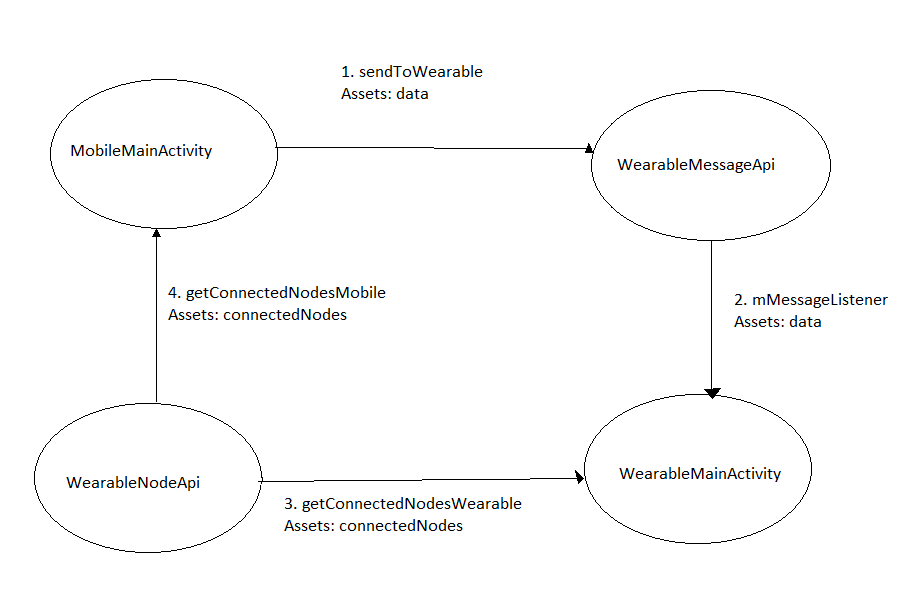 1. sendToWearable
Assets: data
MobileMainActivity
WearableMessageApi
4. getConnectedNodesMobile
Assets: connectedNodes
2. mMessageListener
Assets: data
WearableNodeApi
WearableMainActivity
3. getConnectedNodesWearable
Assets: connectedNodes